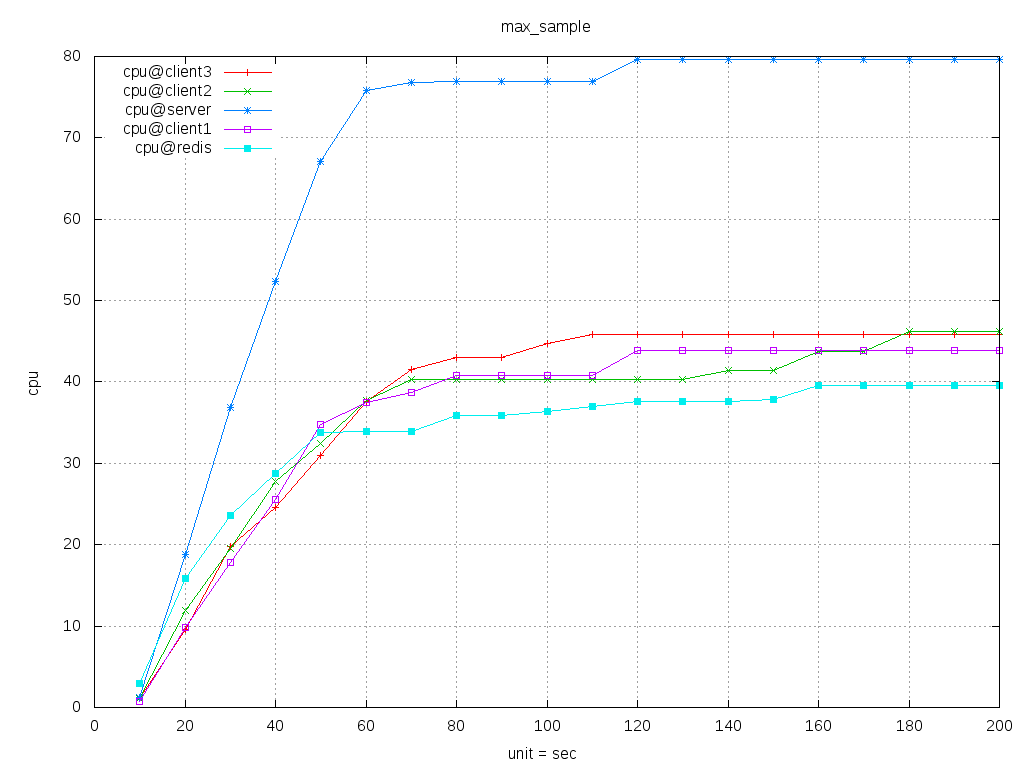 max_sample
80
70
60
50
40
30
20
10
0
cpu
cpu@client3
cpu@client2
cpu@server
cpu@client1
cpu@redis
0 20 40 60 80 100 120 140 160 180 200
unit = sec